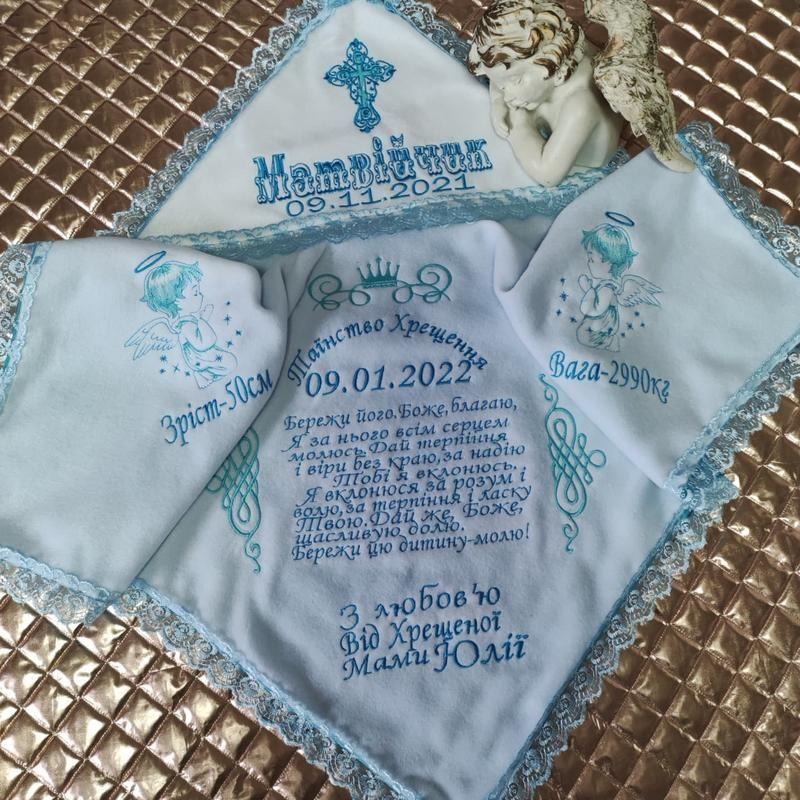 Матвійчик
09.11.2021
Зріст-50см
Вага-2990кг
Таїнство Хрещення
09.01.2022
Бережи його, Боже, благаю,
Я за нього всім серцем
молюсь. Дай терпіння
і віри без краю, за надію
Тобі я вклонюсь.
Я вклонюся за розум і
волю, за терпіння і ласку
Твою. Дай же, Боже,
щасливую долю.
Бережи цю дитину-молю!
З любов'ю
Від Хрещеної
Мами Юлії